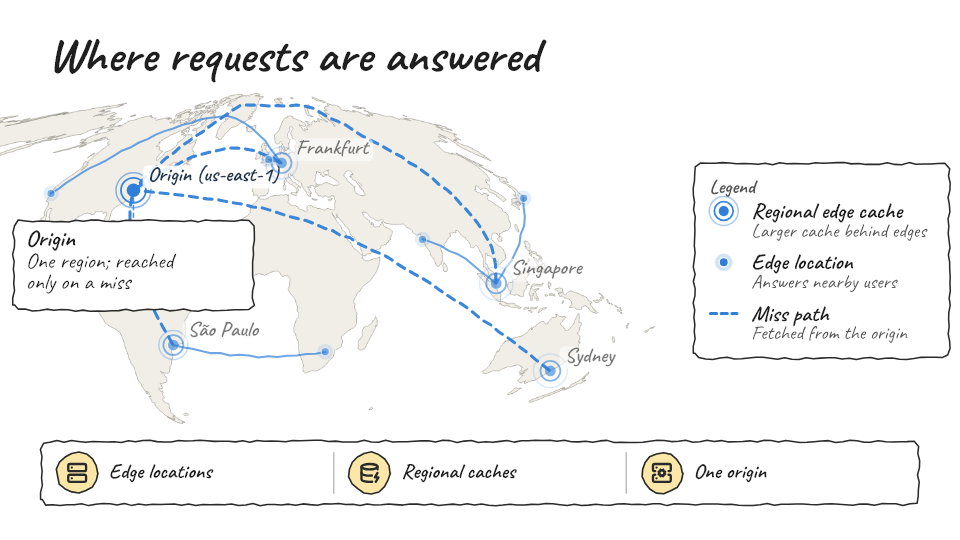 Where requests are answered
Frankfurt
Origin (us-east-1)
Origin
One region; reached
only on a miss
Singapore
São Paulo
Sydney
Legend
Regional edge cache
Larger cache behind edges
Edge location
Answers nearby users
Miss path
Fetched from the origin
Edge locations
Regional caches
One origin